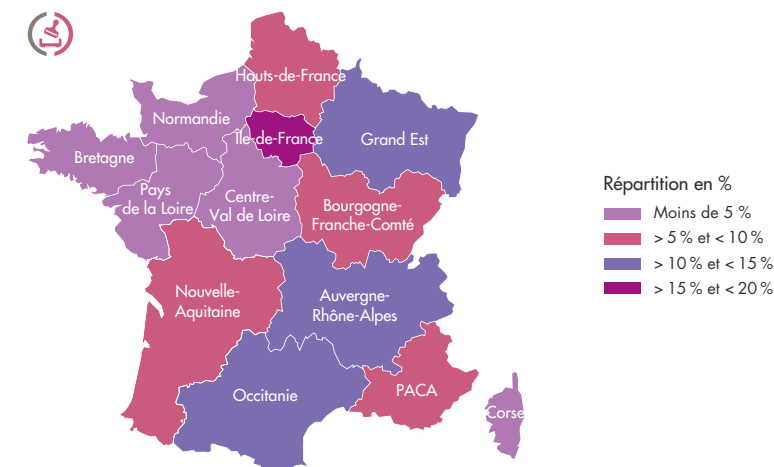 Hauts-de-France
Normandie
Île-de-France
Grand Est
Bretagne
Pays
de la Loire
Centre-
Val de Loire
Bourgogne-
Franche-Comté
Nouvelle-
Aquitaine
Auvergne-
Rhône-Alpes
Occitanie
PACA
Corse
Répartition en %
Moins de 5 %
> 5 % et < 10 %
> 10 % et < 15 %
> 15 % et < 20 %